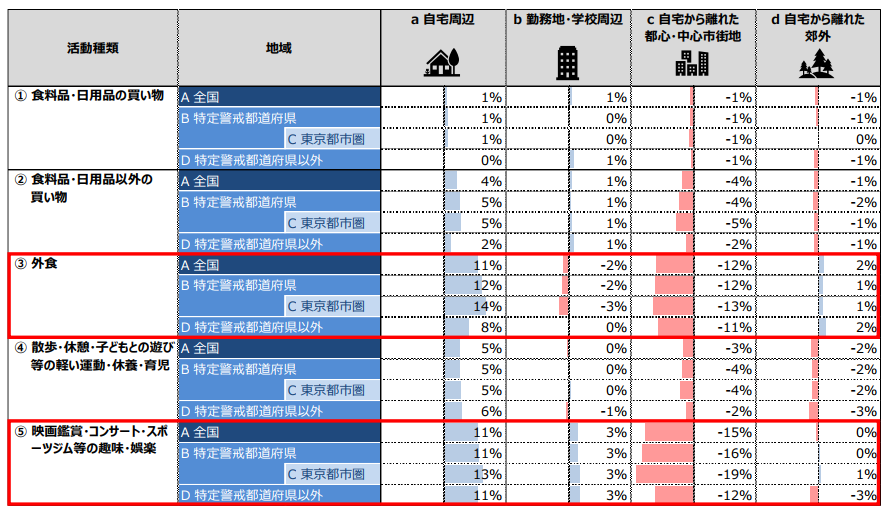 活動種類 地域 a 自宅周辺 b 勤務地・学校周辺 c 自宅から離れた d 自宅から離れた
都心・中心市街地 郊外
① 食料品・日用品の買い物 A 全国 1% 1% -1% -1%
B 特定警戒都道府県 1% 0% -1% -1%
C 東京都市圏 1% 0% -1% 0%
D 特定警戒都道府県以外 0% 1% -1% -1%
② 食料品・日用品以外の A 全国 4% 1% -4% -1%
買い物 B 特定警戒都道府県 5% 1% -4% -2%
C 東京都市圏 5% 1% -5% -1%
D 特定警戒都道府県以外 2% 1% -2% -1%
③ 外食 A 全国 11% -2% -12% 2%
B 特定警戒都道府県 12% -2% -12% 1%
C 東京都市圏 14% -3% -13% 1%
D 特定警戒都道府県以外 8% 0% -11% 2%
④ 散歩・休憩・子どもとの遊び A 全国 5% 0% -3% -2%
等の軽い運動・休養・育児 B 特定警戒都道府県 5% 0% -4% -2%
C 東京都市圏 5% 0% -4% -2%
D 特定警戒都道府県以外 6% -1% -2% -3%
⑤ 映画鑑賞・コンサート・スポ A 全国 11% 3% -15% 0%
ーツジム等の趣味・娯楽 B 特定警戒都道府県 11% 3% -16% 0%
C 東京都市圏 13% 3% -19% 1%
D 特定警戒都道府県以外 11% 3% -12% -3%